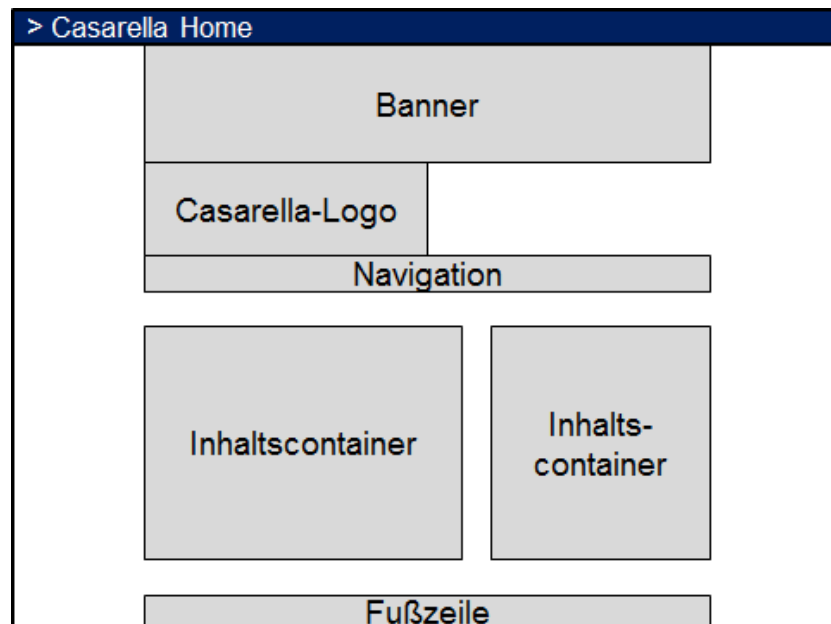 > Casarella Home
Banner
Casarella-Logo
Navigation
Inhaltscontainer
Inhalts-
container
Fußzeile